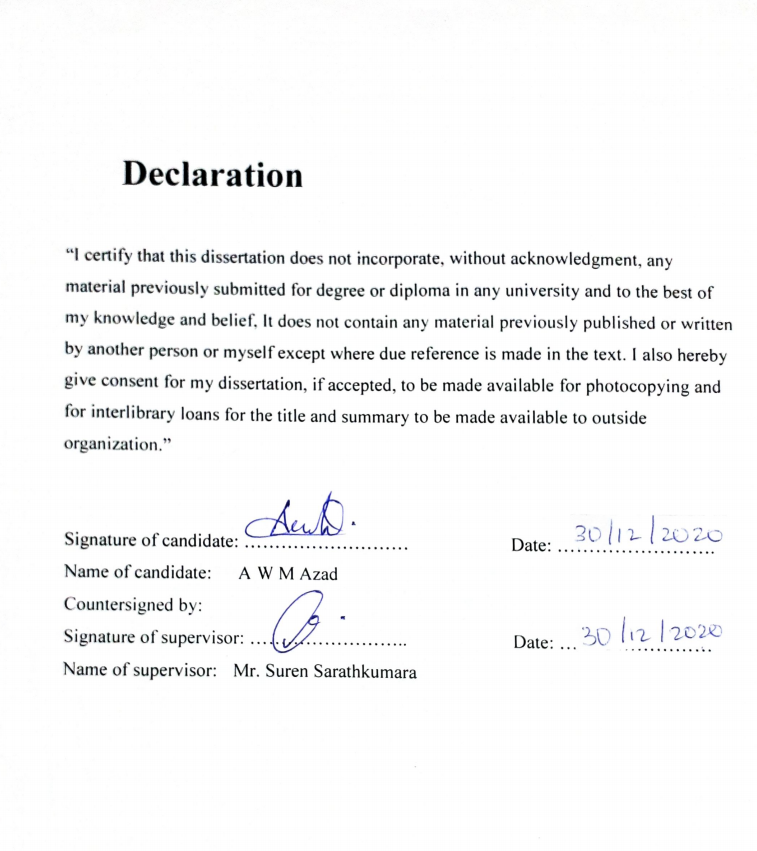 Declaration
“I certify that this dissertation does not incorporate, without acknowledgment, any
material previously submitted for degree or diploma in any university and to the best of
my knowledge and belief, It does not contain any material previously published or written
by another person or myself except where due reference is made in the text. I also hereby
give consent for my dissertation, if accepted, to be made available for photocopying and
for interlibrary loans for the title and summary to be made available to outside
organization.”
Signature of candidate: ............................ Date: 30/12/2020
Name of candidate: A W M Azad
Countersigned by:
Signature of supervisor: ............................ Date: ... 30/12/2020
Name of supervisor: Mr. Suren Sarathkumara